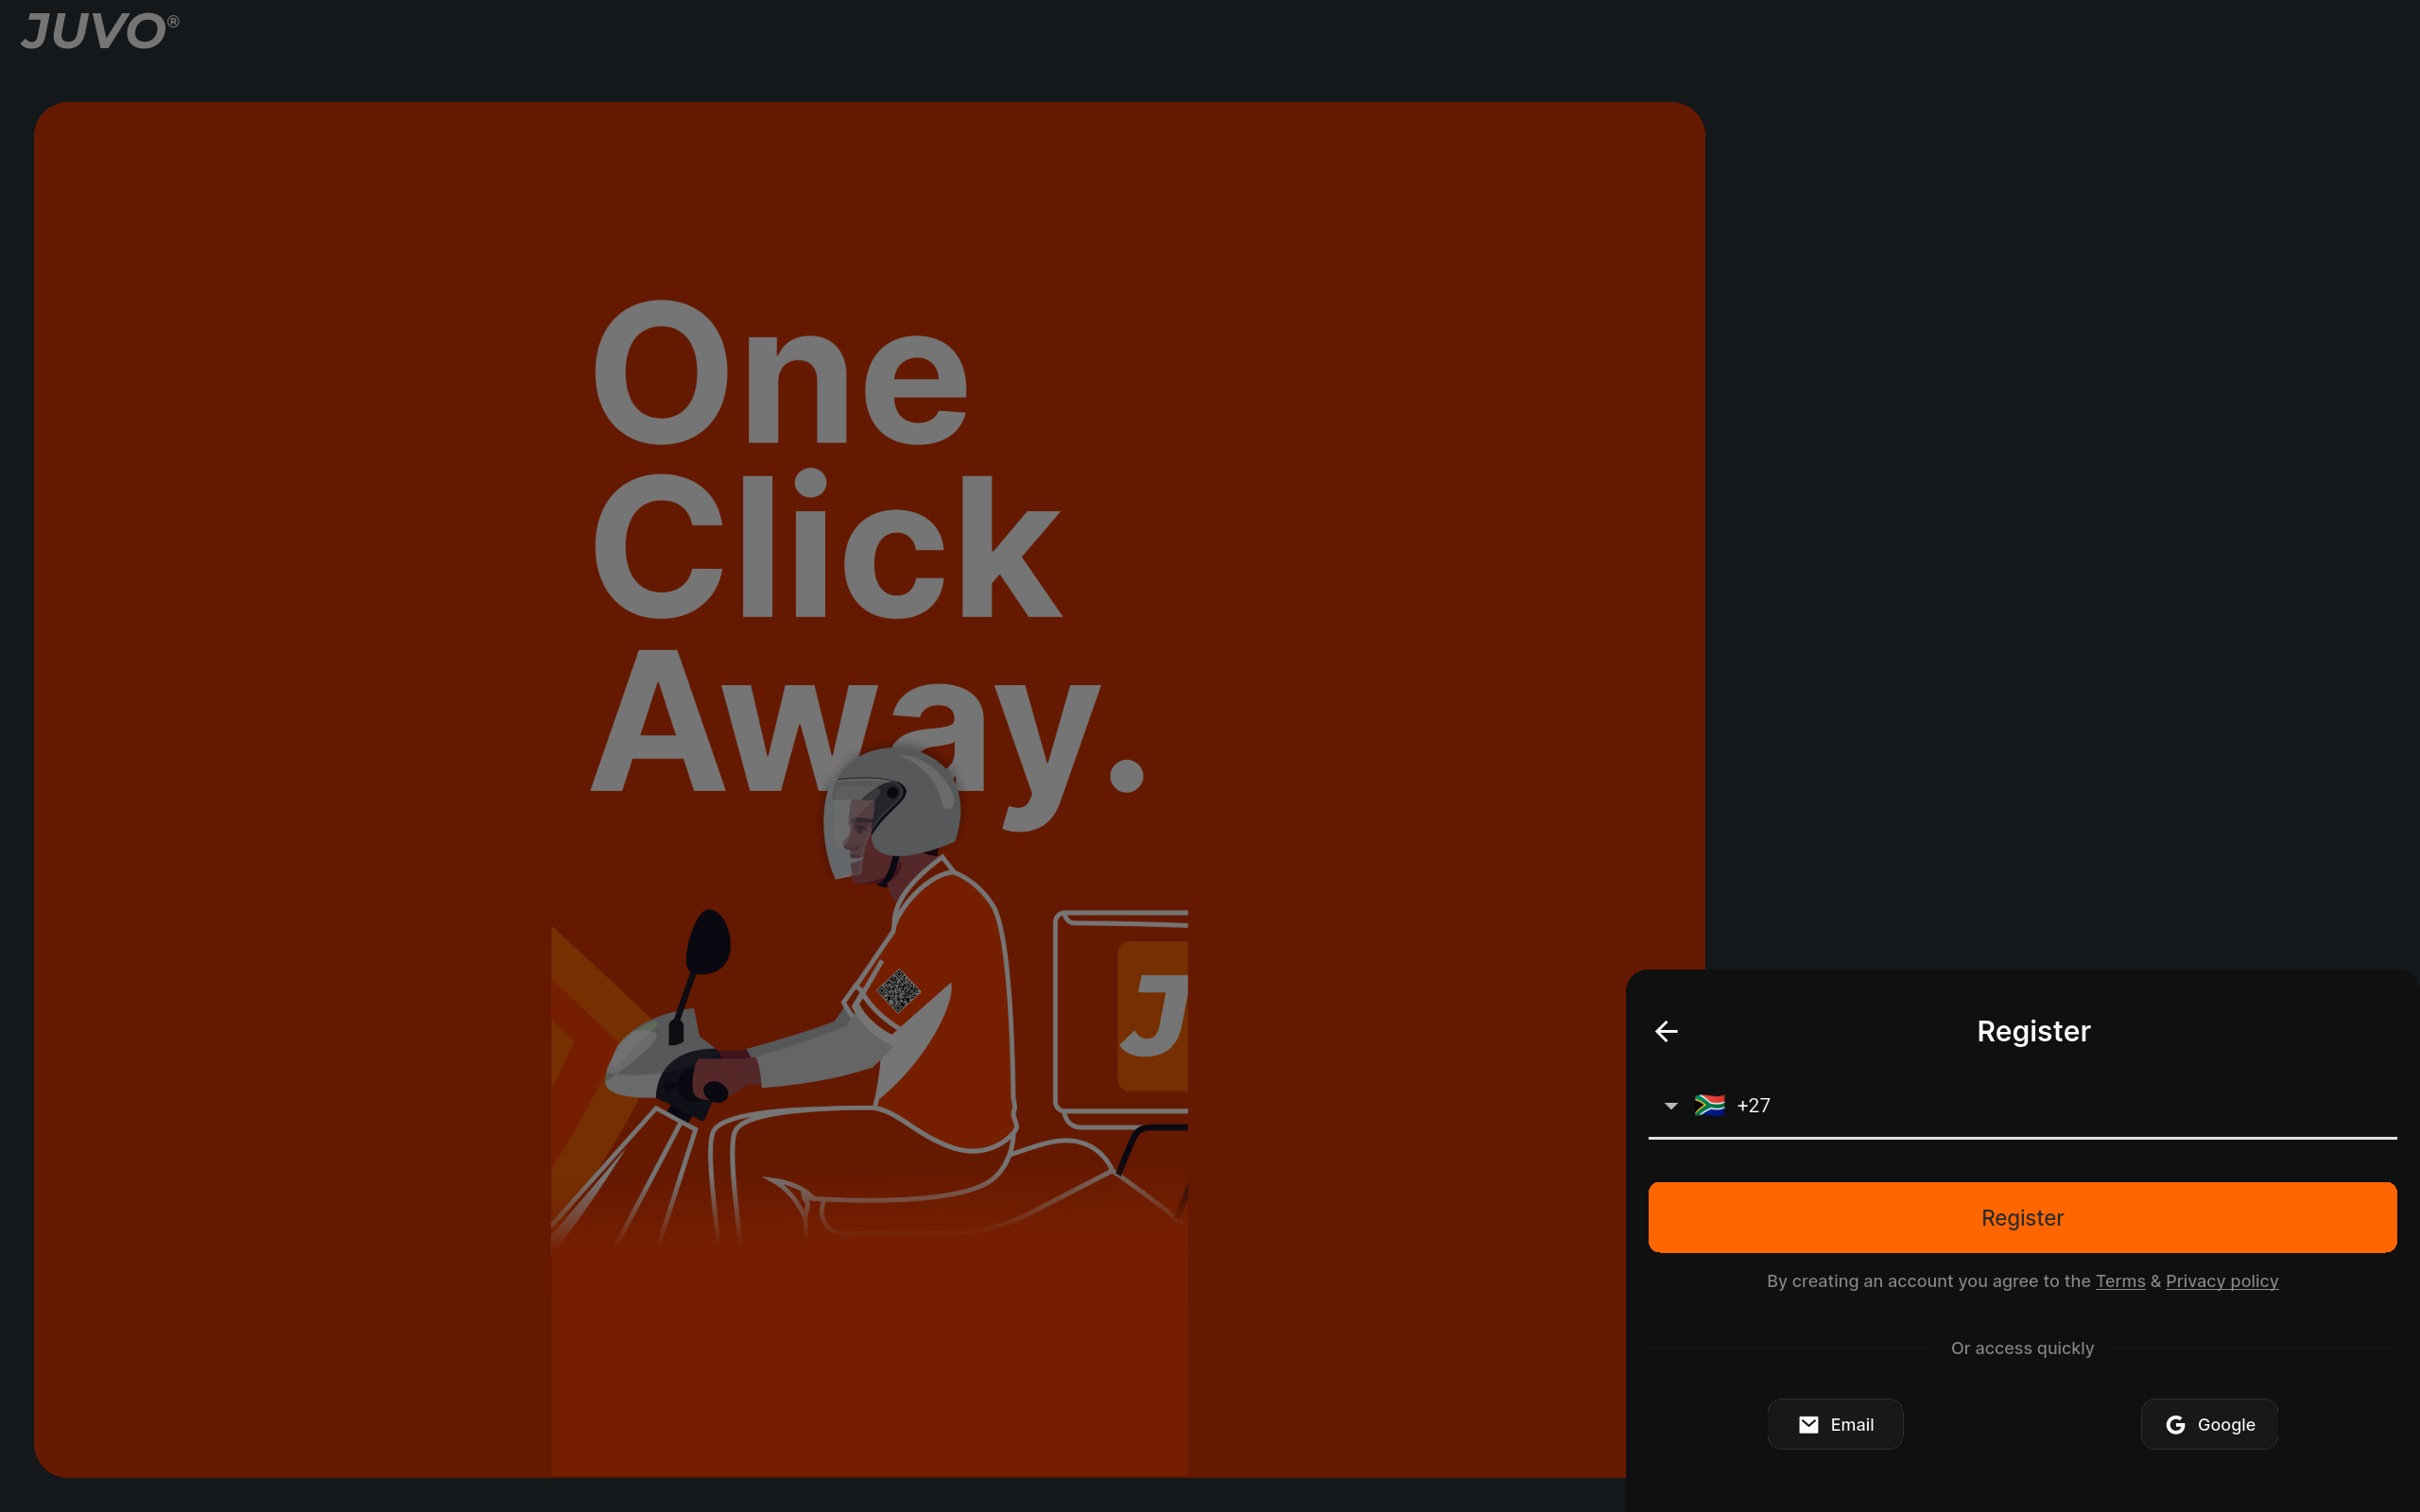 JUVO®
One
Click
Away.
J
Register
+27
Register
By creating an account you agree to the Terms & Privacy policy
Or access quickly
Email
Google